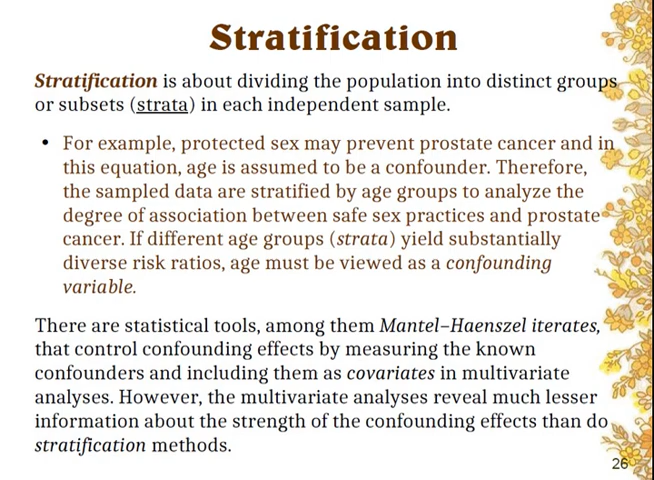 Stratification
Stratification is about dividing the population into distinct groups
or subsets (strata) in each independent sample.
• For example, protected sex may prevent prostate cancer and in
this equation, age is assumed to be a confounder. Therefore,
the sampled data are stratified by age groups to analyze the
degree of association between safe sex practices and prostate
cancer. If different age groups (strata) yield substantially
diverse risk ratios, age must be viewed as a confounding
variable.
There are statistical tools, among them Mantel–Haenszel iterates,
that control confounding effects by measuring the known
confounders and including them as covariates in multivariate
analyses. However, the multivariate analyses reveal much lesser
information about the strength of the confounding effects than do
stratification methods.
26